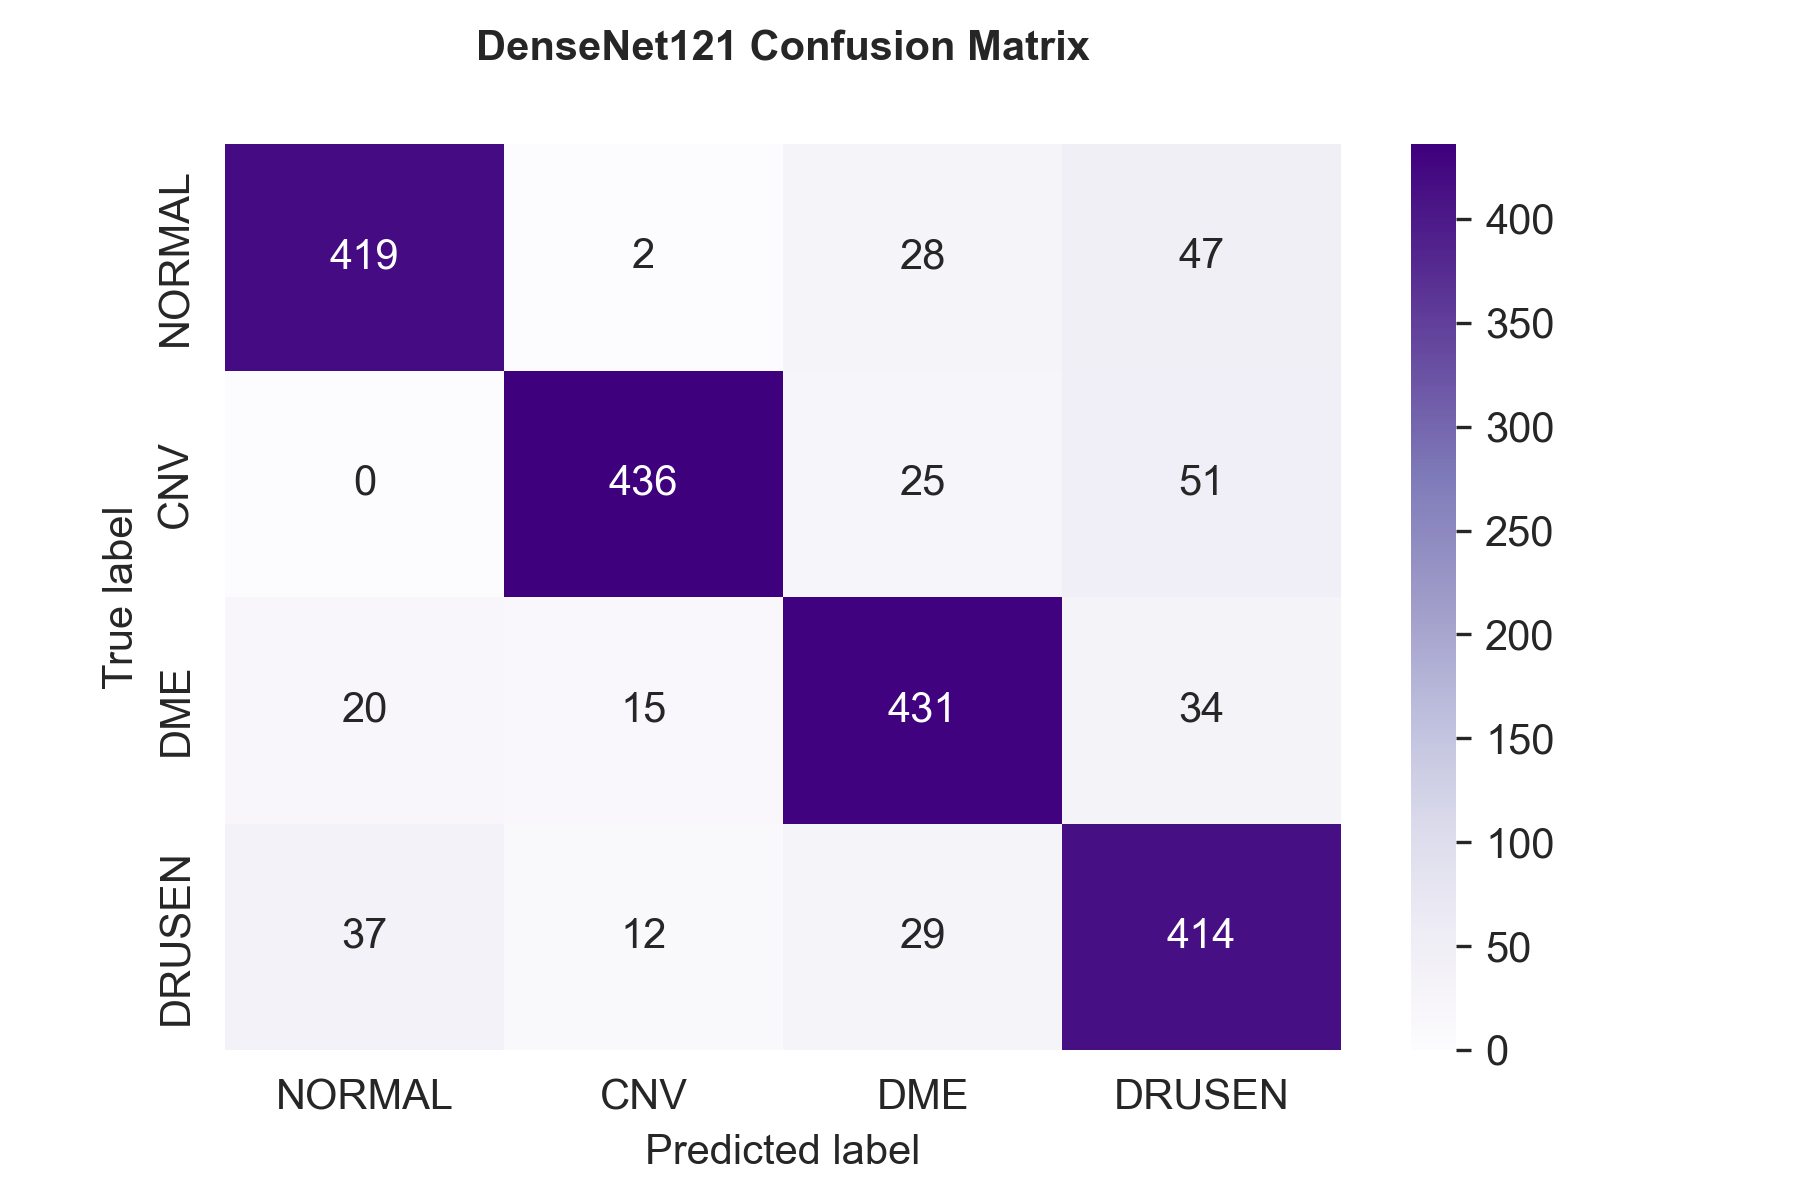 DenseNet121 Confusion Matrix
NORMAL
419 2 28 47
CNV
0 436 25 51
DME
20 15 431 34
DRUSEN
37 12 29 414
True label
NORMAL CNV DME DRUSEN
Predicted label
400
350
300
250
200
150
100
50
0